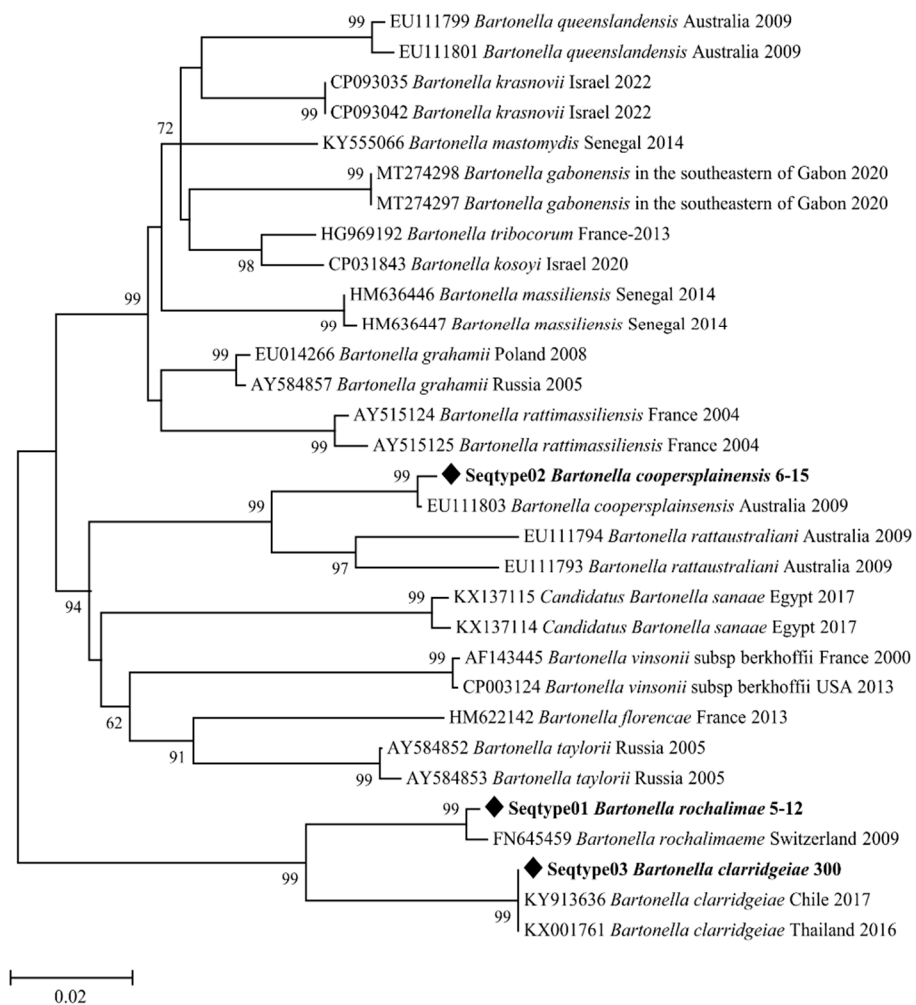 99 EU111799 Bartonella queenslandensis Australia 2009
EU111801 Bartonella queenslandensis Australia 2009
CP093035 Bartonella krasnovii Israel 2022
99 CP093042 Bartonella krasnovii Israel 2022
72
KY555066 Bartonella mastomydis Senegal 2014
99 MT274298 Bartonella gabonensis in the southeastern of Gabon 2020
MT274297 Bartonella gabonensis in the southeastern of Gabon 2020
HG969192 Bartonella tribocorum France-2013
98 CP031843 Bartonella kosoyi Israel 2020
99 HM636446 Bartonella massiliensis Senegal 2014
99 HM636447 Bartonella massiliensis Senegal 2014
99 EU014266 Bartonella grahamii Poland 2008
AY584857 Bartonella grahamii Russia 2005
AY515124 Bartonella rattimassiliensis France 2004
99 AY515125 Bartonella rattimassiliensis France 2004
99 Seqtype02 Bartonella coopersplainensis 6-15
99 EU111803 Bartonella coopersplainsensis Australia 2009
EU111794 Bartonella rattaustraliani Australia 2009
97 EU111793 Bartonella rattaustraliani Australia 2009
94 99 KX137115 Candidatus Bartonella sanaae Egypt 2017
KX137114 Candidatus Bartonella sanaae Egypt 2017
99 AF143445 Bartonella vinsonii subsp berkhoffii France 2000
CP003124 Bartonella vinsonii subsp berkhoffii USA 2013
62 HM622142 Bartonella florencae France 2013
91 AY584852 Bartonella taylorii Russia 2005
99 AY584853 Bartonella taylorii Russia 2005
99 Seqtype01 Bartonella rochalimae 5-12
FN645459 Bartonella rochalimaeme Switzerland 2009
99 Seqtype03 Bartonella clarridgeiae 300
KY913636 Bartonella clarridgeiae Chile 2017
99 KX001761 Bartonella clarridgeiae Thailand 2016
0.02